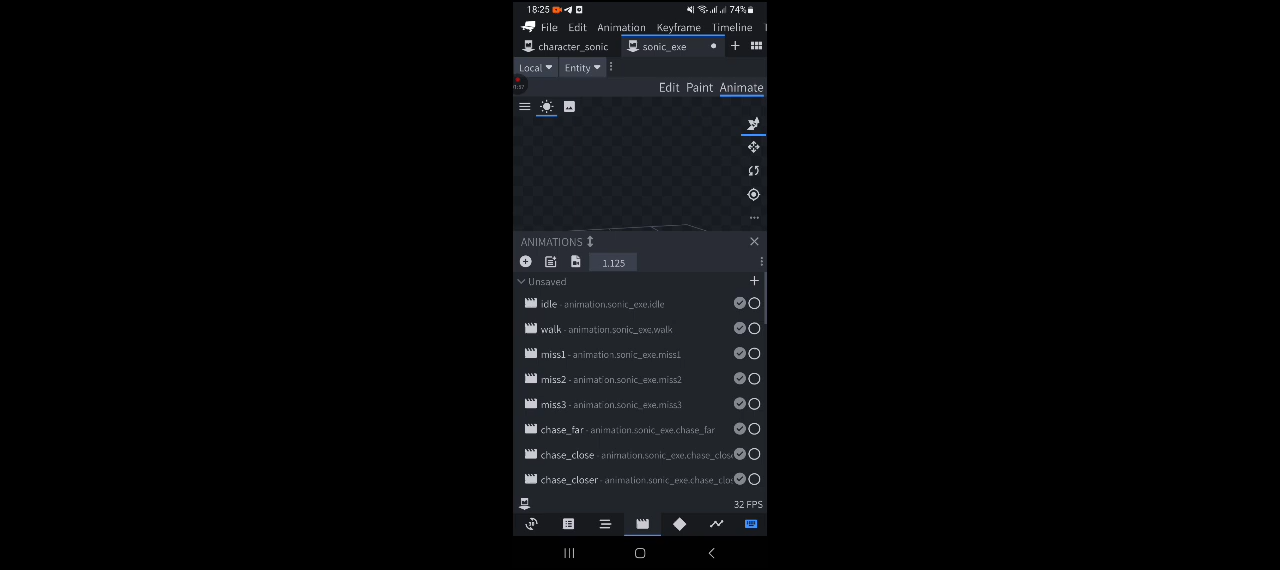 18:25 74%
File Edit Animation Keyframe Timeline
character_sonic sonic_exe
Local Entity
Edit Paint Animate
ANIMATIONS
1.125
Unsaved
idle - animation.sonic_exe.idle
walk - animation.sonic_exe.walk
miss1 - animation.sonic_exe.miss1
miss2 - animation.sonic_exe.miss2
miss3 - animation.sonic_exe.miss3
chase_far - animation.sonic_exe.chase_far
chase_close - animation.sonic_exe.chase_close
chase_closer - animation.sonic_exe.chase_clo
32 FPS